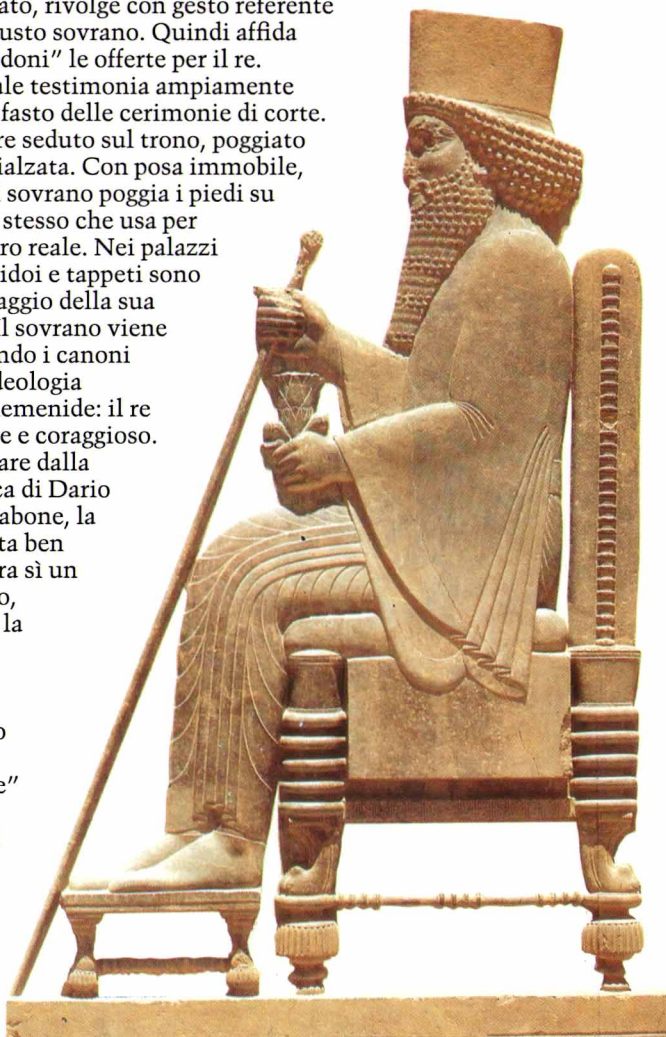 ato, rivolge con gesto referente
usto sovrano. Quindi affida
doni” le offerte per il re.
ale testimonia ampiamente
fasto delle cerimonie di corte.
re seduto sul trono, poggiato
ialzata. Con posa immobile,
sovrano poggia i piedi su
stesso che usa per
ro reale. Nei palazzi
idoi e tappeti sono
aggio della sua
l sovrano viene
ndo i canoni
deologia
emenide: il re
e e coraggioso.
are dalla
ca di Dario
abone, la
ta ben
ra sì un
o,
la
o
e”